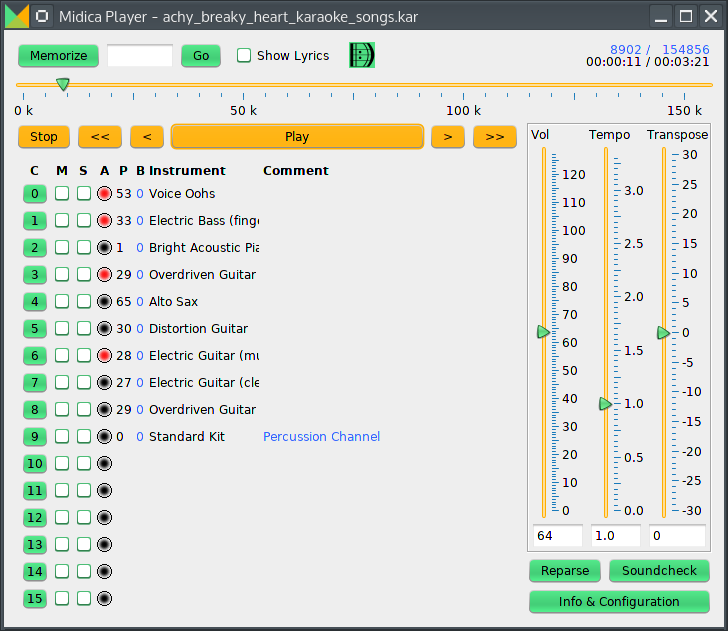 Midica Player - achy_breaky_heart_karaoke_songs.kar
Memorize Go Show Lyrics
8902 / 154856
00:00:11 / 00:03:21
0 k 50 k 100 k 150 k
Stop << < Play > >>
C M S A P B Instrument Comment
0 53 0 Voice Oohs
1 33 0 Electric Bass (finge
2 1 0 Bright Acoustic Pia
3 29 0 Overdriven Guitar
4 65 0 Alto Sax
5 30 0 Distortion Guitar
6 28 0 Electric Guitar (mu
7 27 0 Electric Guitar (cle
8 29 0 Overdriven Guitar
9 0 0 Standard Kit Percussion Channel
10
11
12
13
14
15
Vol Tempo Transpose
120
110
100
90
80
70
60
50
40
30
20
10
0
3.0
2.5
2.0
1.5
1.0
0.5
0.0
30
25
20
15
10
5
0
-5
-10
-15
-20
-25
-30
64 1.0 0
Reparse Soundcheck
Info & Configuration